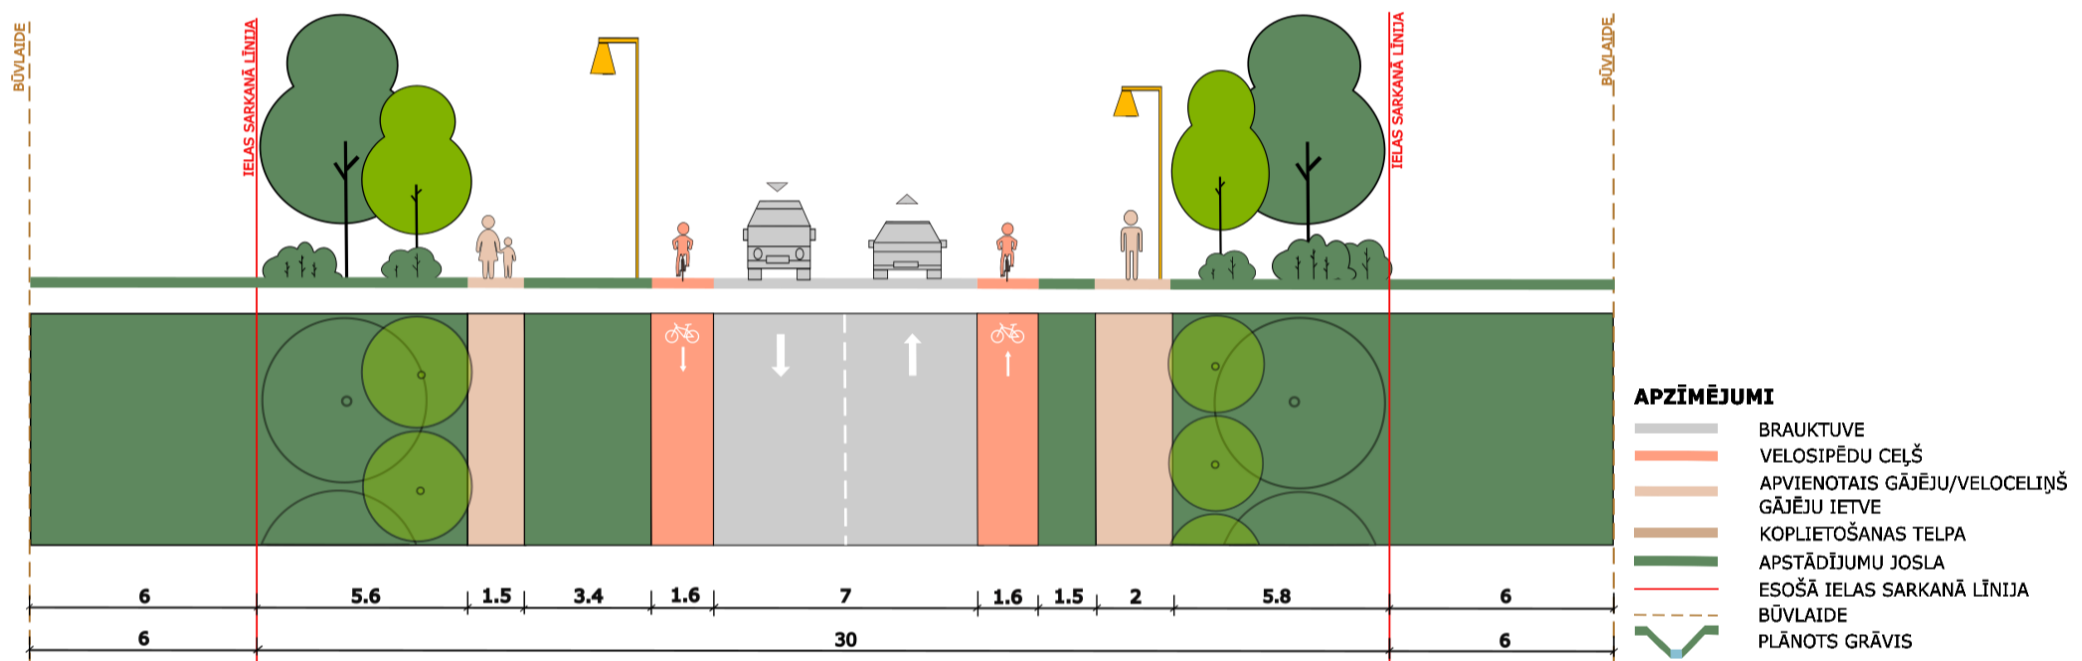 BŪVLAIDE
IELAS SARKANĀ LĪNIJA
IELAS SARKANĀ LĪNIJA
BŪVLAIDE
APZĪMĒJUMI
BRAUKTUVE
VELOSIPĒDU CEĻŠ
APVIENOTAIS GĀJĒJU/VELOCELIŅŠ
GĀJĒJU IETVE
KOPLIETOŠANAS TELPA
APSTĀDĪJUMU JOSLA
ESOŠĀ IELAS SARKANĀ LĪNIJA
BŪVLAIDE
PLĀNOTS GRĀVIS
6 5.6 1.5 3.4 1.6 7 1.6 1.5 2 5.8 6
6 30 6